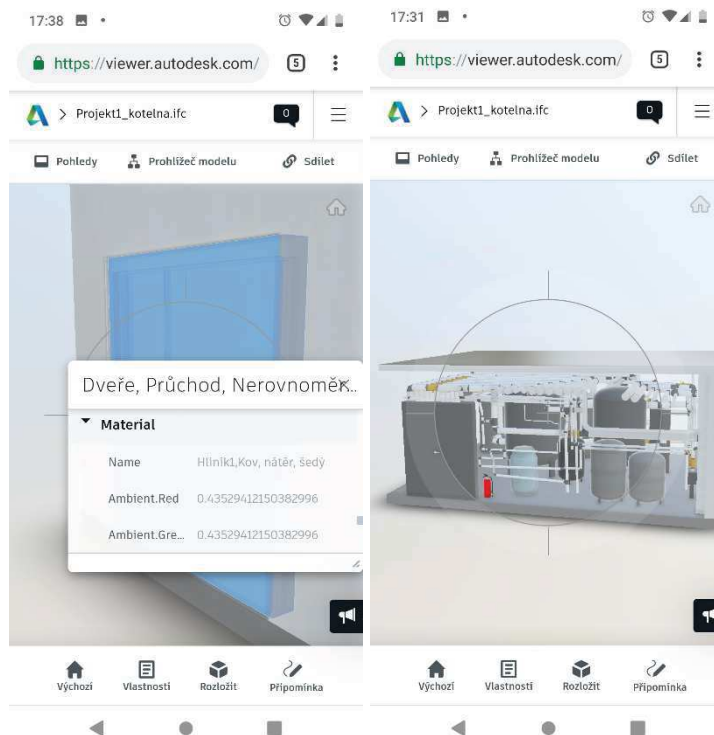 17:38
https://viewer.autodesk.com/
5
> Projekt1_kotelna.ifc
0
Pohledy Prohlížeč modelu Sdílet
Dveře, Průchod, Nerovnoměr...
Material
Name Hliník1,Kov, nátěr, šedý
Ambient.Red 0.43529412150382996
Ambient.Gre... 0.43529412150382996
Výchozí Vlastnosti Rozložit Připomínka
17:31
https://viewer.autodesk.com/
5
> Projekt1_kotelna.ifc
0
Pohledy Prohlížeč modelu Sdílet
Výchozí Vlastnosti Rozložit Připomínka